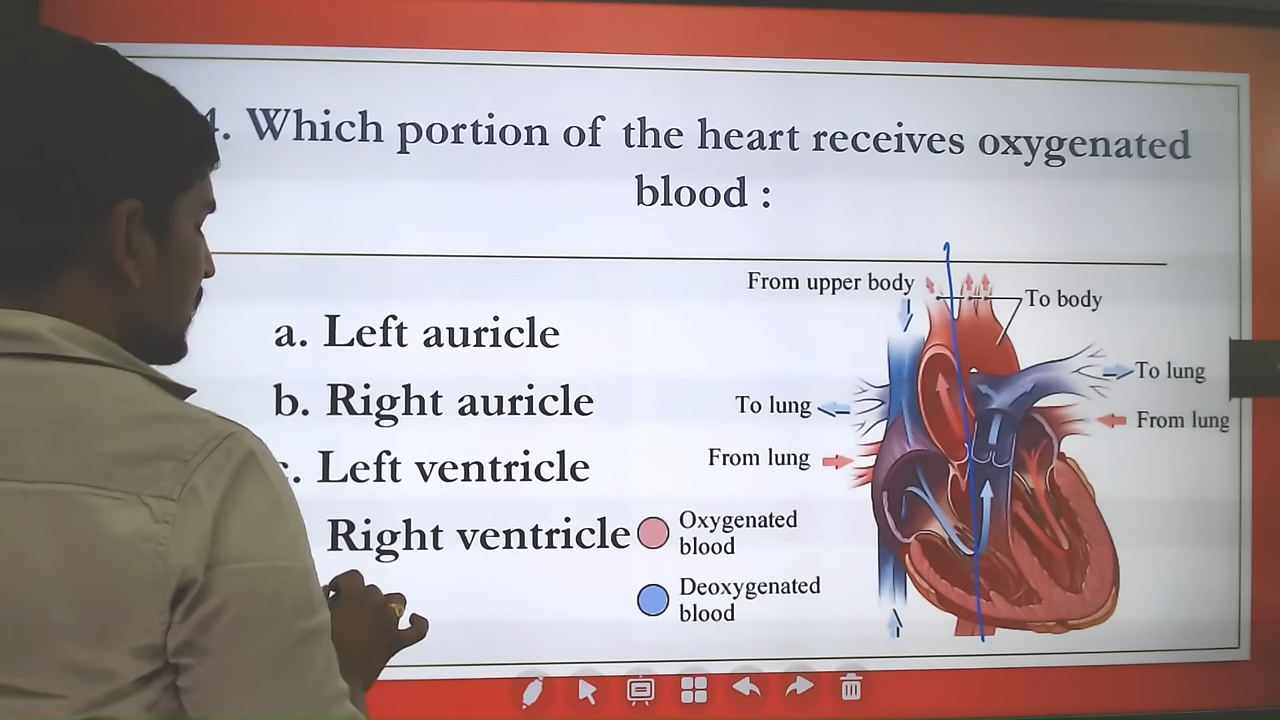 4. Which portion of the heart receives oxygenated
blood :
a. Left auricle
b. Right auricle
c. Left ventricle
Right ventricle
From upper body
To body
To lung
To lung
From lung
From lung
Oxygenated
blood
Deoxygenated
blood